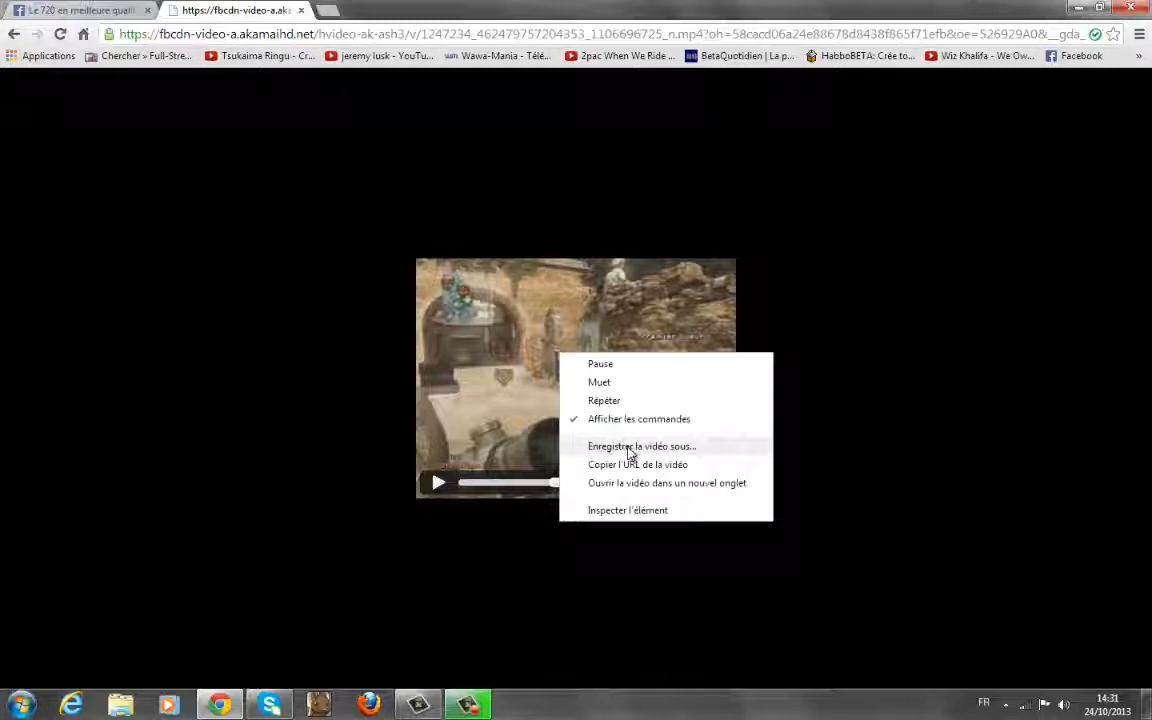 Le 720 en meilleure quali
https://fbcdn-video-a.aka
https://fbcdn-video-a.akamaihd.net/hvideo-ak-ash3/v/1247234_462479757204353_1106696725_n.mp4?oh=58cacd06a24e88678d8438f865f71efb&oe=526929A0&__gda_
Applications
Chercher » Full-Stre...
Tsukaima Ringu - Cr...
jeremy lusk - YouTu...
Wawa-Mania - Télé...
2pac When We Ride ...
BetaQuotidien | La p...
HabboBETA: Crée to...
Wiz Khalifa - We Ow...
Facebook
»
Pause
Muet
Répéter
Afficher les commandes
Enregistrer la vidéo sous...
Copier l'URL de la vidéo
Ouvrir la vidéo dans un nouvel onglet
Inspecter l'élément
FR
14:31
24/10/2013